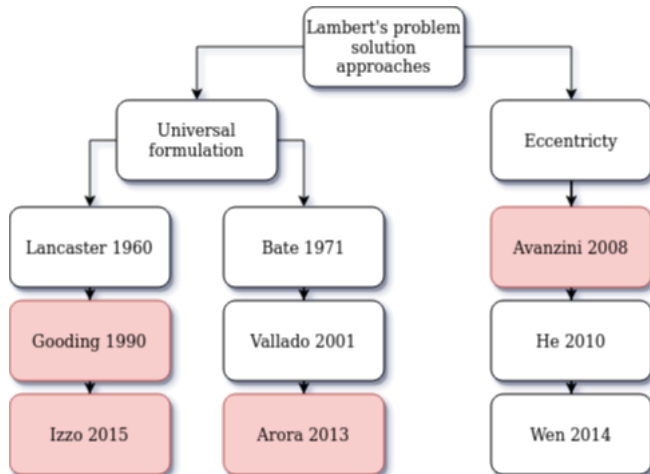 Lambert's problem
solution
approaches
Universal
formulation
Eccentricty
Lancaster 1960
Bate 1971
Avanzini 2008
Gooding 1990
Vallado 2001
He 2010
Izzo 2015
Arora 2013
Wen 2014